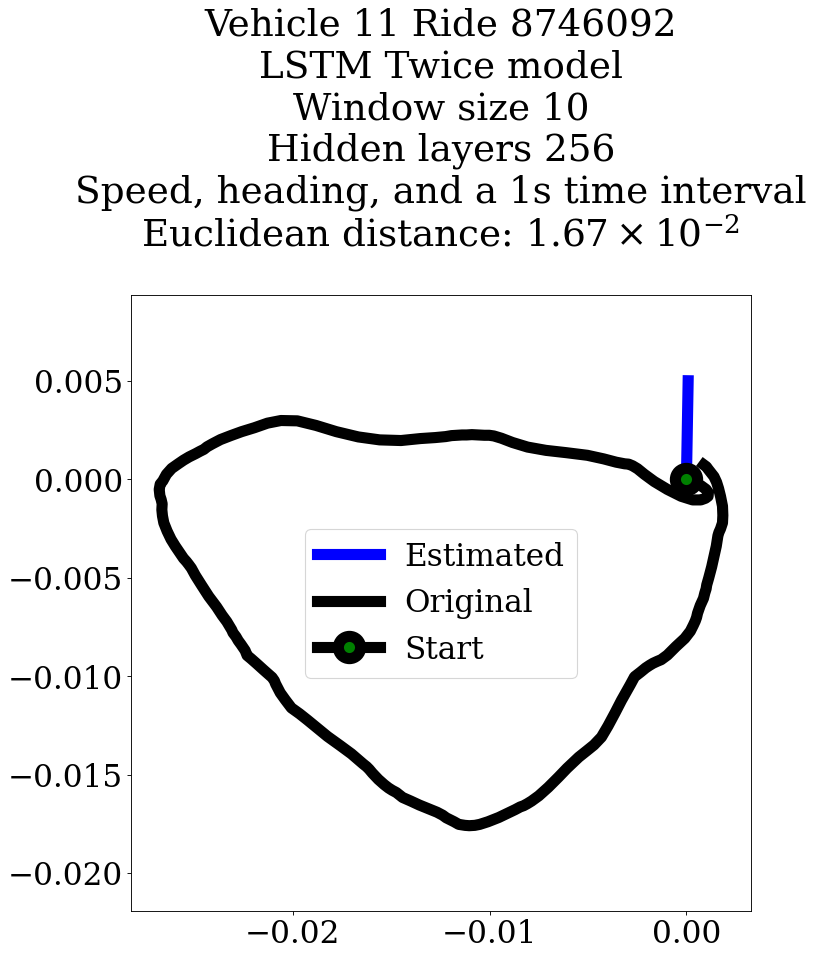 Vehicle 11 Ride 8746092
LSTM Twice model
Window size 10
Hidden layers 256
Speed, heading, and a 1s time interval
Euclidean distance: 1.67 × 10⁻²
0.005
0.000
−0.005
−0.010
−0.015
−0.020
Estimated
Original
Start
−0.02
−0.01
0.00